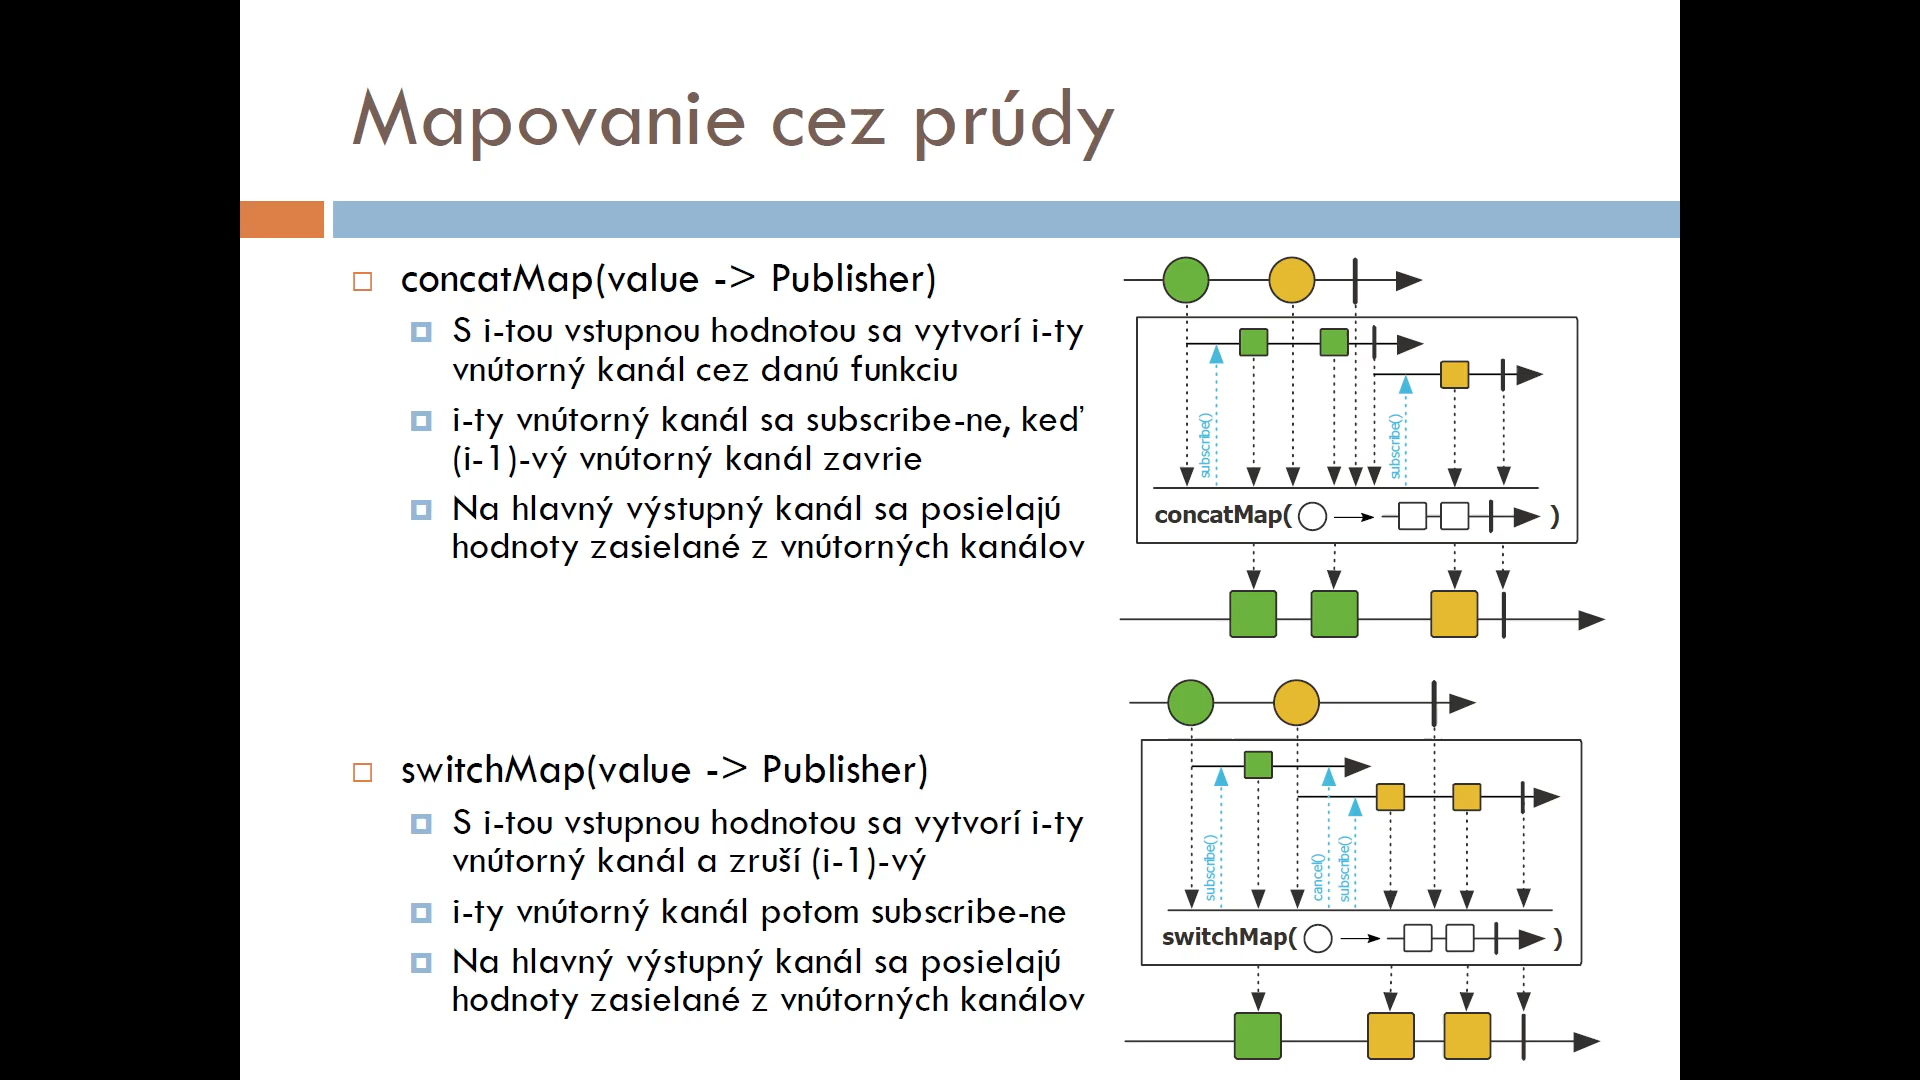 Mapovanie cez prúdy
concatMap(value -> Publisher)
S i-tou vstupnou hodnotou sa vytvorí i-ty
vnútorný kanál cez danú funkciu
i-ty vnútorný kanál sa subscribe-ne, keď
(i-1)-vý vnútorný kanál zavrie
Na hlavný výstupný kanál sa posielajú
hodnoty zasielané z vnútorných kanálov
subscribe()
subscribe()
concatMap( )
switchMap(value -> Publisher)
S i-tou vstupnou hodnotou sa vytvorí i-ty
vnútorný kanál a zruší (i-1)-vý
i-ty vnútorný kanál potom subscribe-ne
Na hlavný výstupný kanál sa posielajú
hodnoty zasielané z vnútorných kanálov
subscribe()
cancel()
subscribe()
switchMap( )